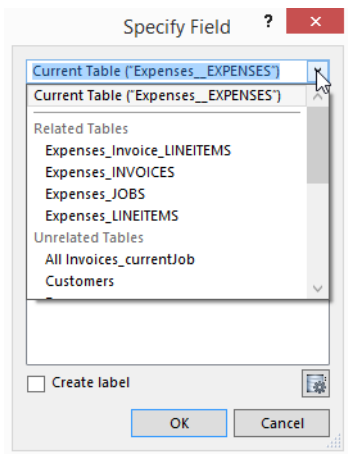 Specify Field
?
×
Current Table ("Expenses__EXPENSES")
Current Table ("Expenses__EXPENSES")
Related Tables
Expenses_Invoice_LINEITEMS
Expenses_INVOICES
Expenses_JOBS
Expenses_LINEITEMS
Unrelated Tables
All Invoices_currentJob
Customers
Create label
OK
Cancel